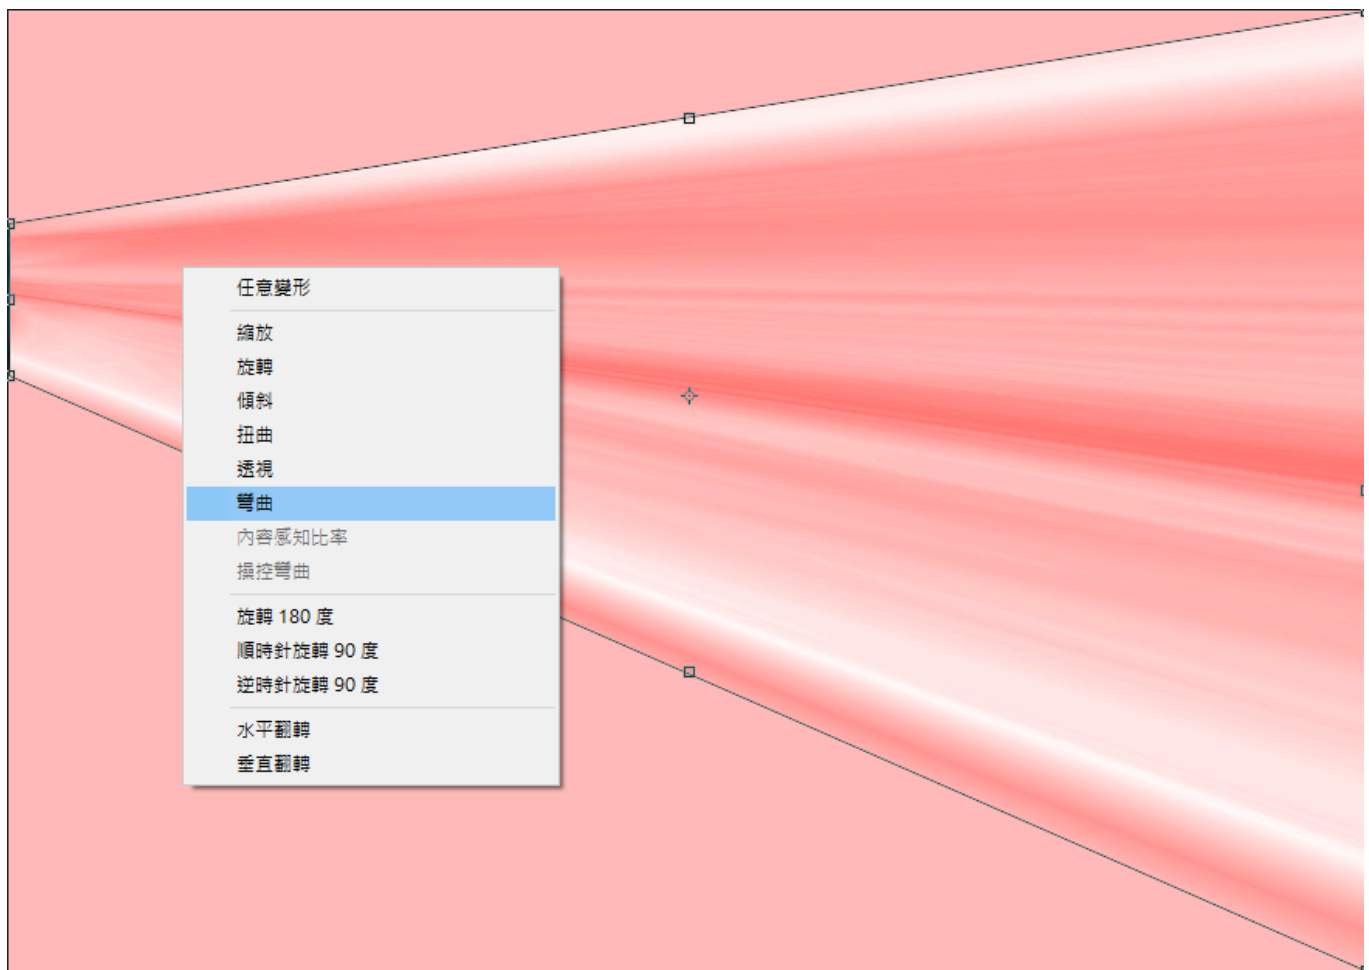 任意變形
縮放
旋轉
傾斜
扭曲
透視
彎曲
內容感知比率
操控彎曲
旋轉 180 度
順時針旋轉 90 度
逆時針旋轉 90 度
水平翻轉
垂直翻轉